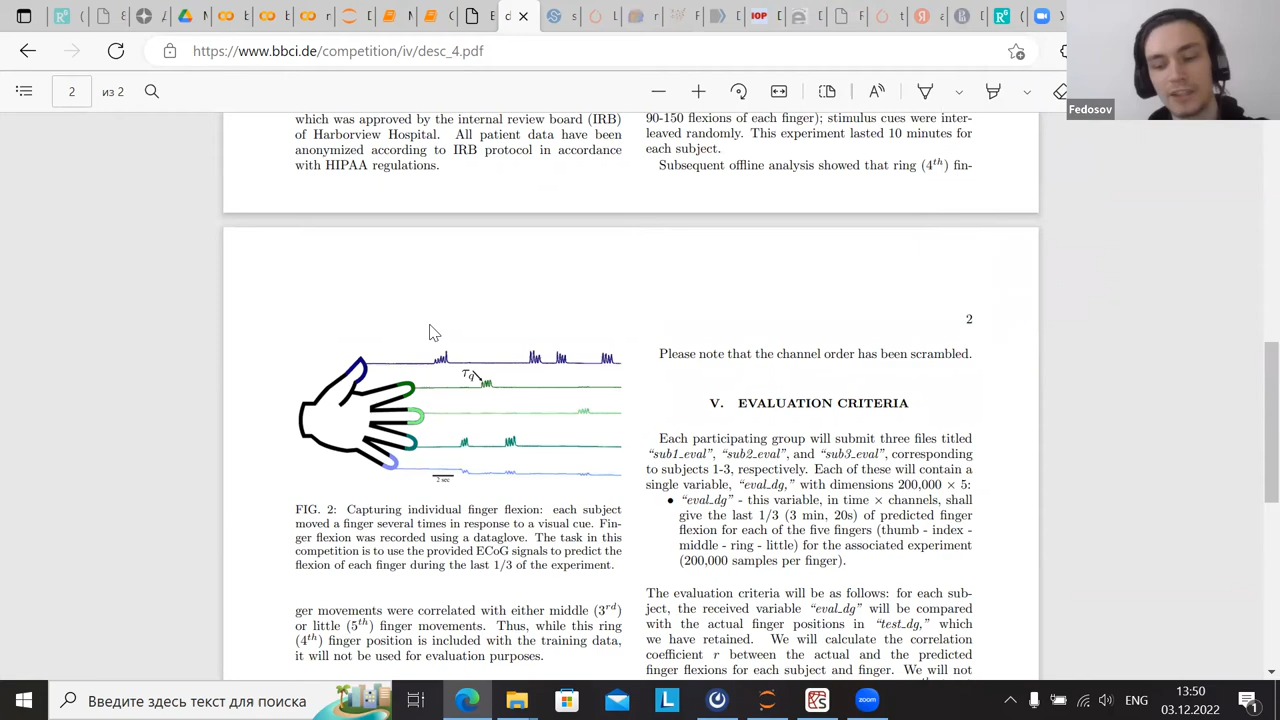 https://www.bbci.de/competition/iv/desc_4.pdf
2
из 2
Fedosov
which was approved by the internal review board (IRB)
of Harborview Hospital. All patient data have been
anonymized according to IRB protocol in accordance
with HIPAA regulations.
90-150 flexions of each finger); stimulus cues were inter-
leaved randomly. This experiment lasted 10 minutes for
each subject.
Subsequent offline analysis showed that ring (4th) fin-
2
τq
2 sec
FIG. 2: Capturing individual finger flexion: each subject
moved a finger several times in response to a visual cue. Fin-
ger flexion was recorded using a dataglove. The task in this
competition is to use the provided ECoG signals to predict the
flexion of each finger during the last 1/3 of the experiment.
ger movements were correlated with either middle (3rd)
or little (5th) finger movements. Thus, while this ring
(4th) finger position is included with the training data,
it will not be used for evaluation purposes.
Please note that the channel order has been scrambled.
V. EVALUATION CRITERIA
Each participating group will submit three files titled
“sub1_eval”, “sub2_eval”, and “sub3_eval”, corresponding
to subjects 1-3, respectively. Each of these will contain a
single variable, “eval_dg,” with dimensions 200,000 × 5:
• “eval_dg” - this variable, in time × channels, shall
give the last 1/3 (3 min, 20s) of predicted finger
flexion for each of the five fingers (thumb - index -
middle - ring - little) for the associated experiment
(200,000 samples per finger).
The evaluation criteria will be as follows: for each sub-
ject, the received variable “eval_dg” will be compared
with the actual finger positions in “test_dg,” which
we have retained. We will calculate the correlation
coefficient r between the actual and the predicted
finger flexions for each subject and finger. We will not
Введите здесь текст для поиска
zoom
ENG
13:50
03.12.2022
1